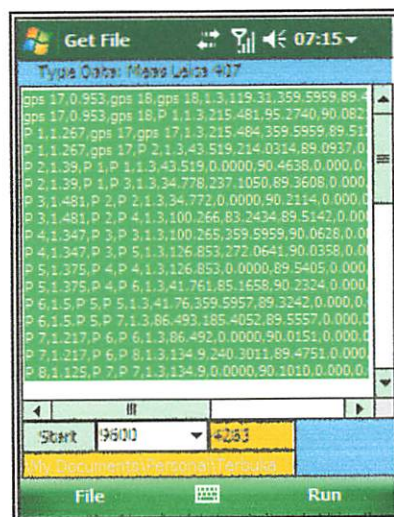 Get File 07:15
Type Data: Meas Leica 407
gps 17,0.953,gps 18,gps 18,1.3,119.31,359.5959,89.4
gps 17,0.953,gps 18,P 1,1.3,215.481,95.2740,90.082
P 1,1.267,gps 17,gps 17,1.3,215.484,359.5959,89.512
P 1,1.267,gps 17,P 2,1.3,43.519,214.0314,89.0937,0.0
P 2,1.39,P 1,P 1,1.3,43.519,0.0000,90.4638,0.000,0.
P 2,1.39,P 1,P 3,1.3,34.778,237.1050,89.3608,0.000,
P 3,1.481,P 2,P 2,1.3,34.772,0.0000,90.2114,0.000,0
P 3,1.481,P 2,P 4,1.3,100.266,83.2434,89.5142,0.000
P 4,1.347,P 3,P 3,1.3,100.265,359.5959,90.0628,0.00
P 4,1.347,P 3,P 5,1.3,126.853,272.0641,90.0358,0.00
P 5,1.375,P 4,P 4,1.3,126.853,0.0000,89.5405,0.000,
P 5,1.375,P 4,P 6,1.3,41.761,85.1658,90.2324,0.000,
P 6,1.5,P 5,P 5,1.3,41.76,359.5957,89.3242,0.000,0.
P 6,1.5,P 5,P 7,1.3,86.493,185.4052,89.5557,0.000,0
P 7,1.217,P 6,P 6,1.3,86.492,0.0000,90.0151,0.000,0
P 7,1.217,P 6,P 8,1.3,134.9,240.3011,89.4751,0.000,
P 8,1.125,P 7,P 7,1.3,134.9,0.0000,90.1010,0.000,0.
Start 9600 4263
\My Documents\Personal\Terbuka
File Run